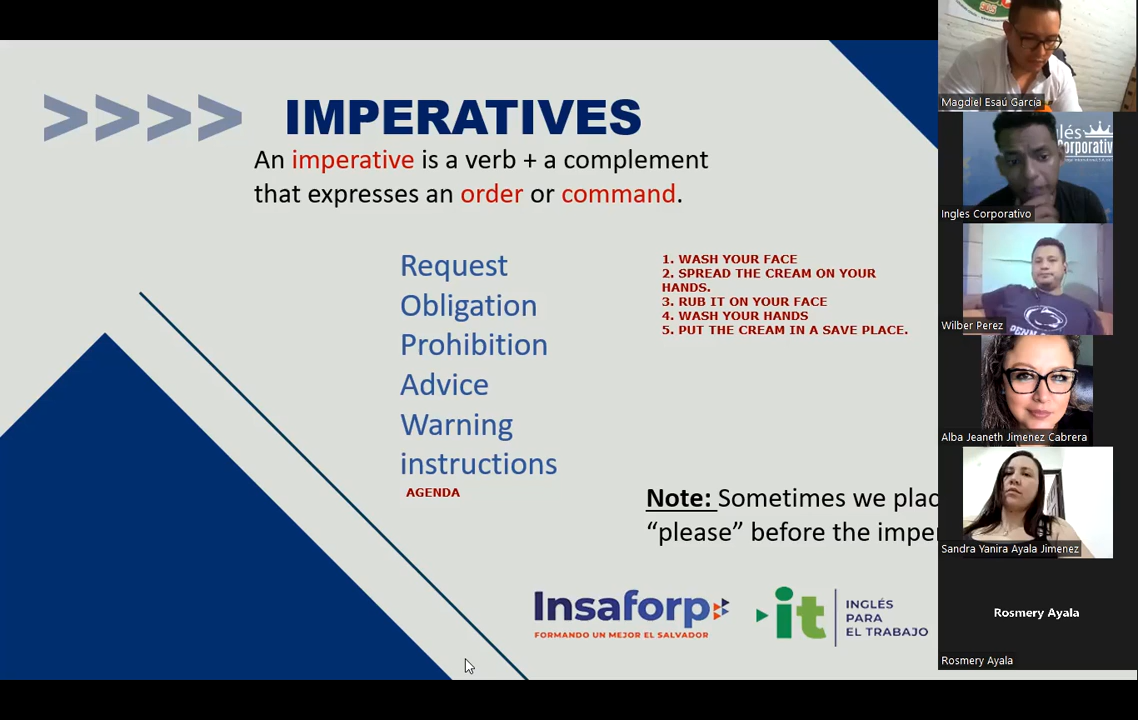 >>>> IMPERATIVES
An imperative is a verb + a complement
that expresses an order or command.
Request
Obligation
Prohibition
Advice
Warning
instructions
AGENDA
1. WASH YOUR FACE
2. SPREAD THE CREAM ON YOUR
HANDS.
3. RUB IT ON YOUR FACE
4. WASH YOUR HANDS
5. PUT THE CREAM IN A SAVE PLACE.
Note: Sometimes we plac
“please” before the imper
Insaforp
FORMANDO UN MEJOR EL SALVADOR
it
INGLÉS
PARA
EL TRABAJO
Magdiel Esaú García
glés
Corporativ
Ingles Corporativo
Wilber Perez
Alba Jeaneth Jimenez Cabrera
Sandra Yanira Ayala Jimenez
Rosmery Ayala
Rosmery Ayala